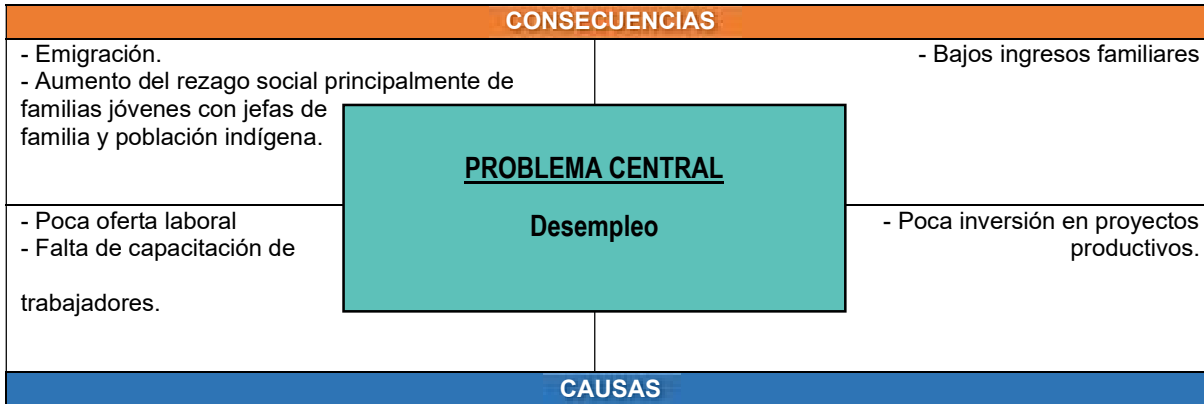 CONSECUENCIAS
- Emigración.
- Aumento del rezago social principalmente de
familias jóvenes con jefas de
familia y población indígena.
- Bajos ingresos familiares
PROBLEMA CENTRAL
Desempleo
- Poca oferta laboral
- Falta de capacitación de
trabajadores.
- Poca inversión en proyectos
productivos.
CAUSAS